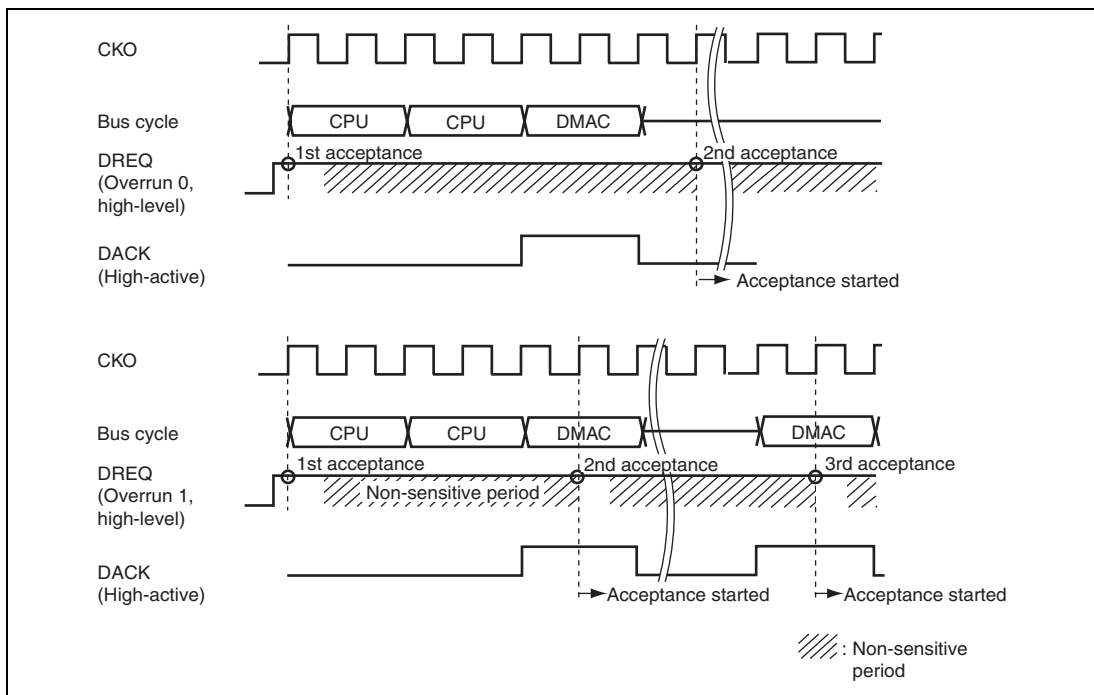 CKO
Bus cycle
CPU
CPU
DMAC
DREQ
(Overrun 0,
high-level)
1st acceptance
2nd acceptance
DACK
(High-active)
Acceptance started
CKO
Bus cycle
CPU
CPU
DMAC
DMAC
DREQ
(Overrun 1,
high-level)
1st acceptance
2nd acceptance
3rd acceptance
Non-sensitive period
DACK
(High-active)
Acceptance started
Acceptance started
: Non-sensitive
period